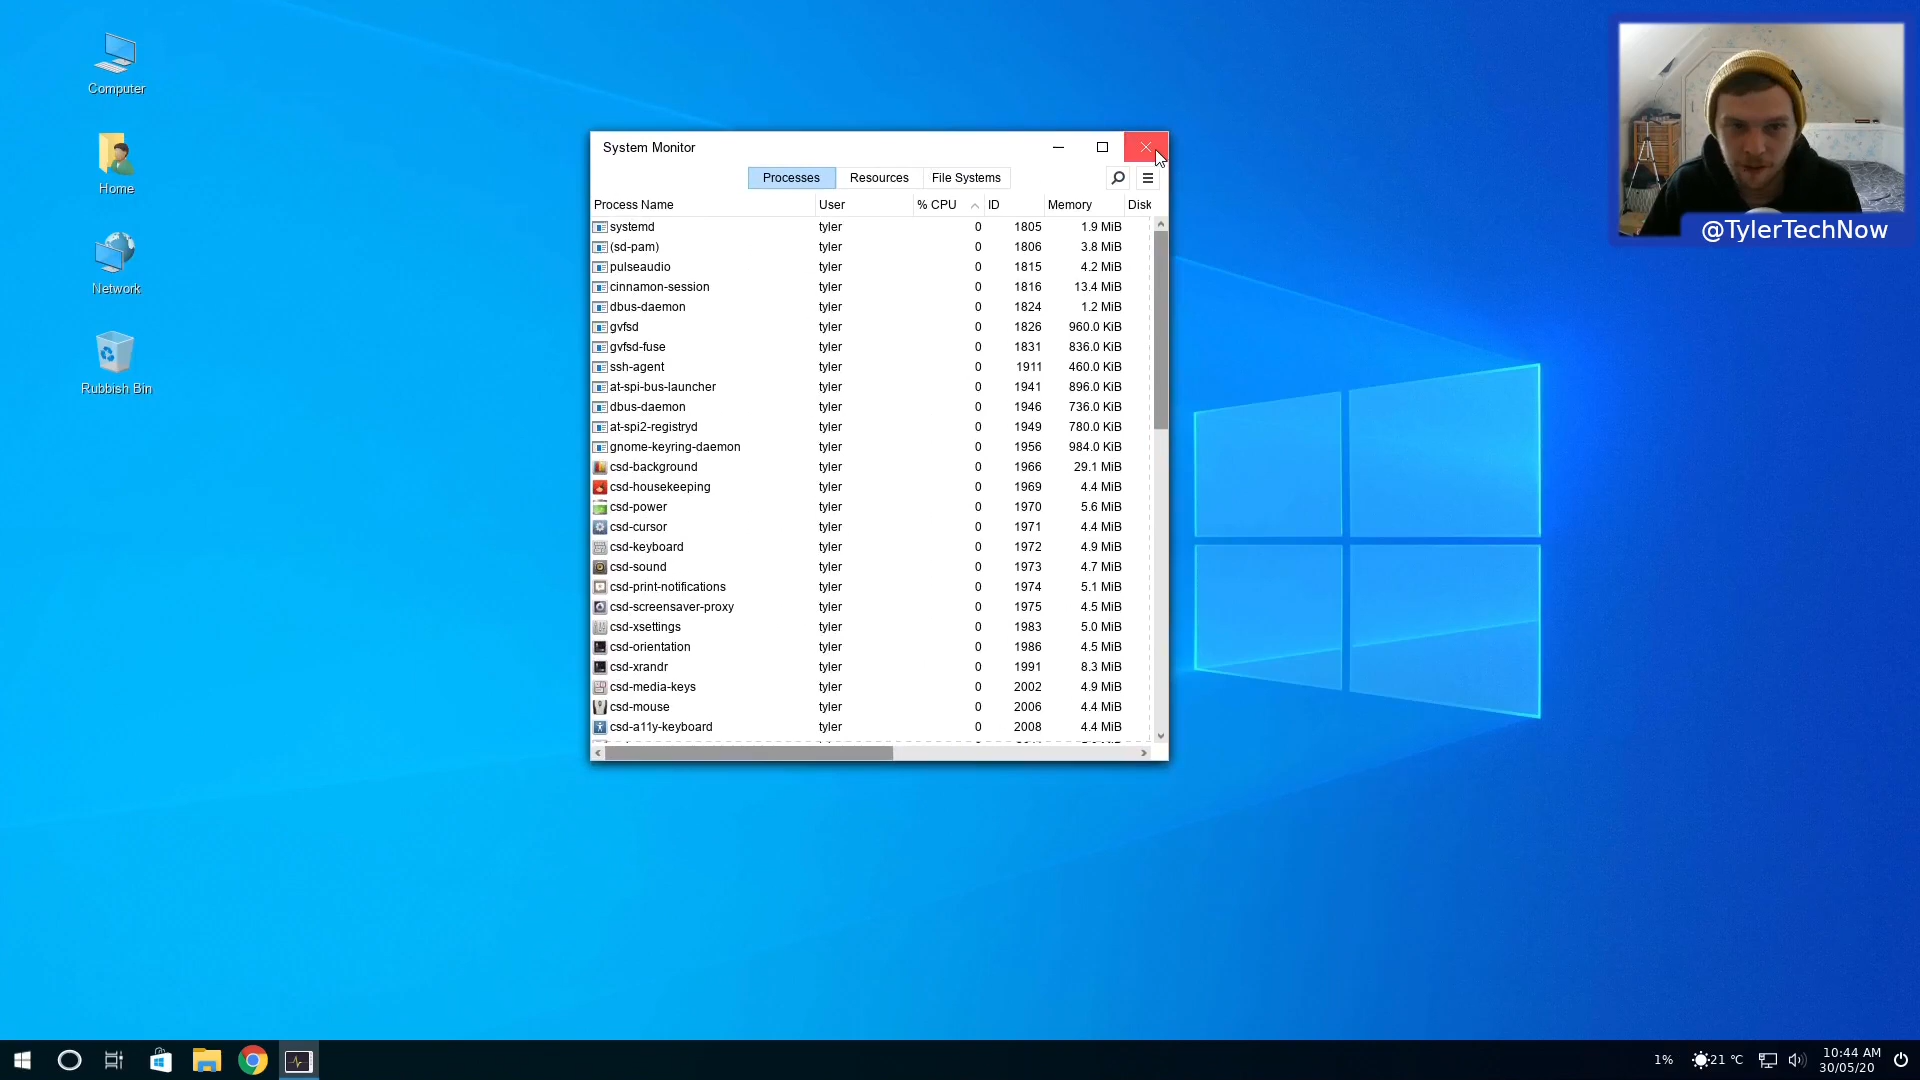 Computer
Home
Network
Rubbish Bin
System Monitor
Processes Resources File Systems
Process Name User % CPU ID Memory Disk
systemd tyler 0 1805 1.9 MiB
(sd-pam) tyler 0 1806 3.8 MiB
pulseaudio tyler 0 1815 4.2 MiB
cinnamon-session tyler 0 1816 13.4 MiB
dbus-daemon tyler 0 1824 1.2 MiB
gvfsd tyler 0 1826 960.0 KiB
gvfsd-fuse tyler 0 1831 836.0 KiB
ssh-agent tyler 0 1911 460.0 KiB
at-spi-bus-launcher tyler 0 1941 896.0 KiB
dbus-daemon tyler 0 1946 736.0 KiB
at-spi2-registryd tyler 0 1949 780.0 KiB
gnome-keyring-daemon tyler 0 1956 984.0 KiB
csd-background tyler 0 1966 29.1 MiB
csd-housekeeping tyler 0 1969 4.4 MiB
csd-power tyler 0 1970 5.6 MiB
csd-cursor tyler 0 1971 4.4 MiB
csd-keyboard tyler 0 1972 4.9 MiB
csd-sound tyler 0 1973 4.7 MiB
csd-print-notifications tyler 0 1974 5.1 MiB
csd-screensaver-proxy tyler 0 1975 4.5 MiB
csd-xsettings tyler 0 1983 5.0 MiB
csd-orientation tyler 0 1986 4.5 MiB
csd-xrandr tyler 0 1991 8.3 MiB
csd-media-keys tyler 0 2002 4.9 MiB
csd-mouse tyler 0 2006 4.4 MiB
csd-a11y-keyboard tyler 0 2008 4.4 MiB
@TylerTechNow
1% 21 °C 10:44 AM
30/05/20